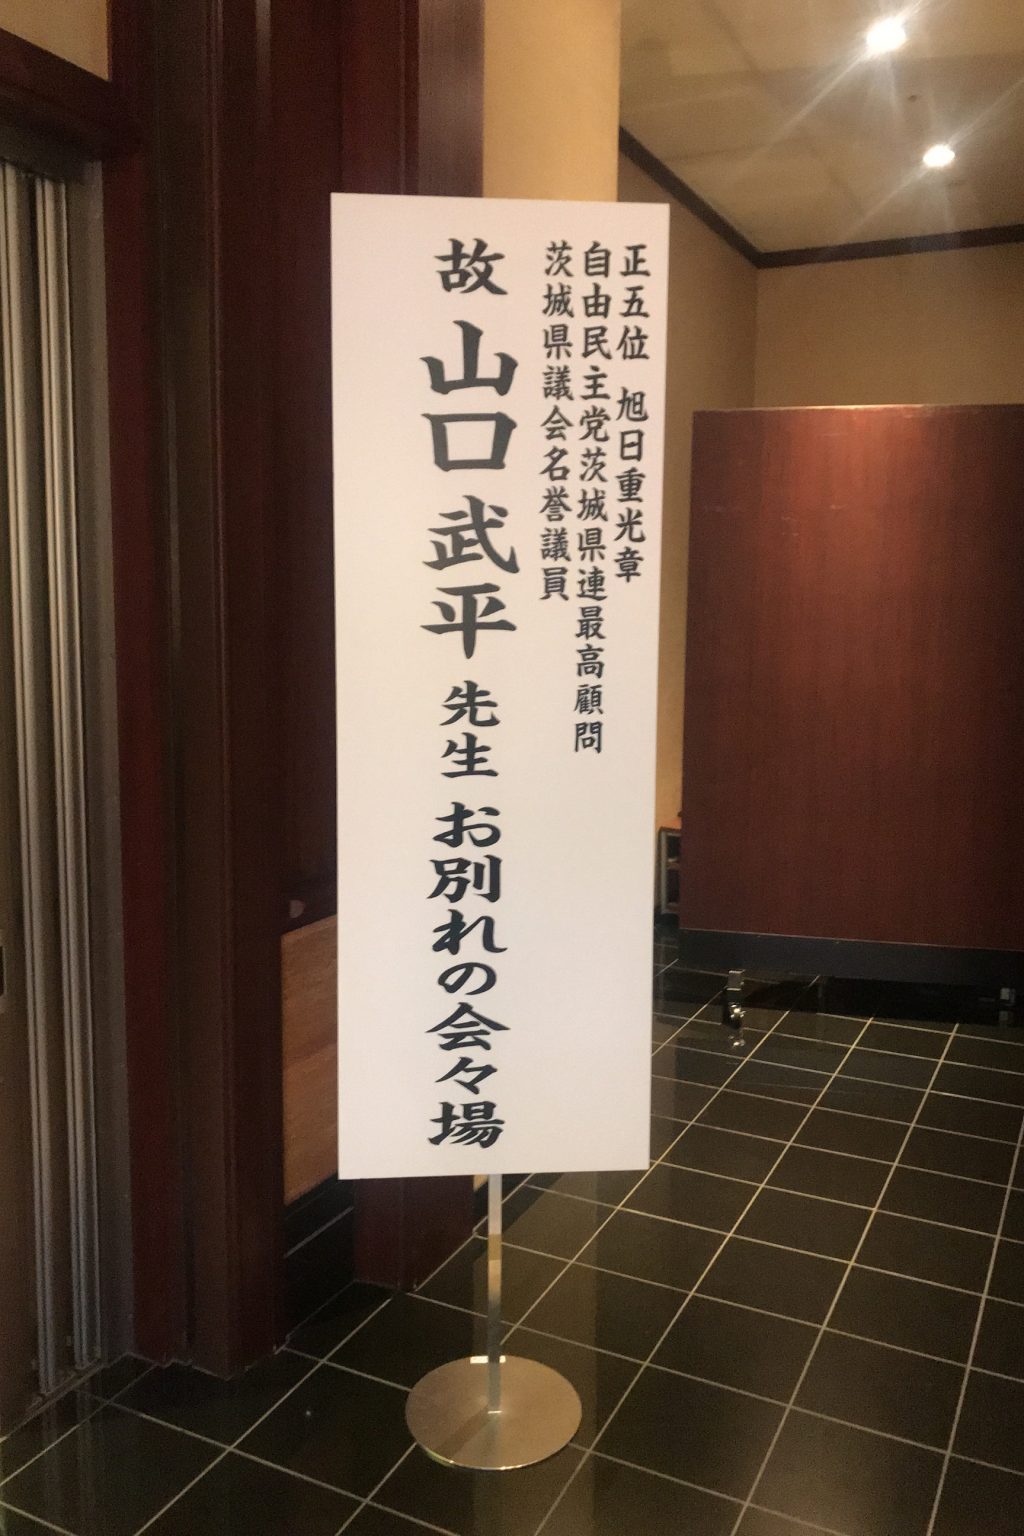 正五位 旭日重光章
自由民主党茨城県連最高顧問
茨城県議会名誉議員
故 山口 武平 先生 お別れの会々場